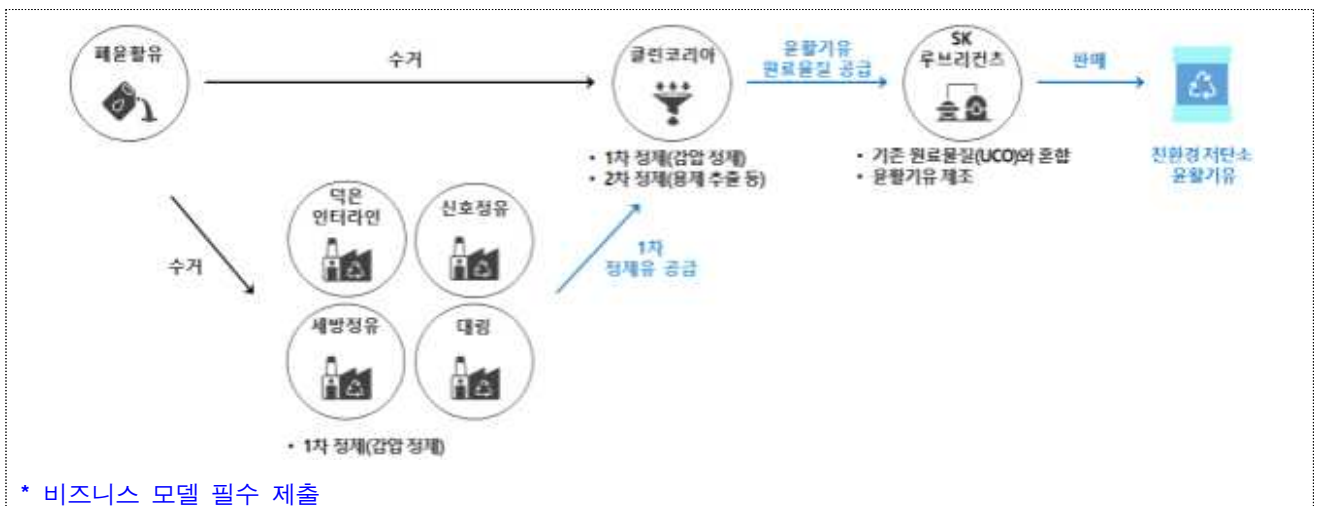 폐윤활유
수거
클린코리아
윤활기유
원료물질 공급
SK
루브리컨츠
판매
• 1차 정제(감압 정제)
• 2차 정제(용제 추출 등)
• 기존 원료물질(UCO)와 혼합
• 윤활기유 제조
친환경 저탄소
윤활기유
수거
덕은
인터라인
신호정유
세방정유
대림
1차
정제유 공급
• 1차 정제(감압 정제)
* 비즈니스 모델 필수 제출